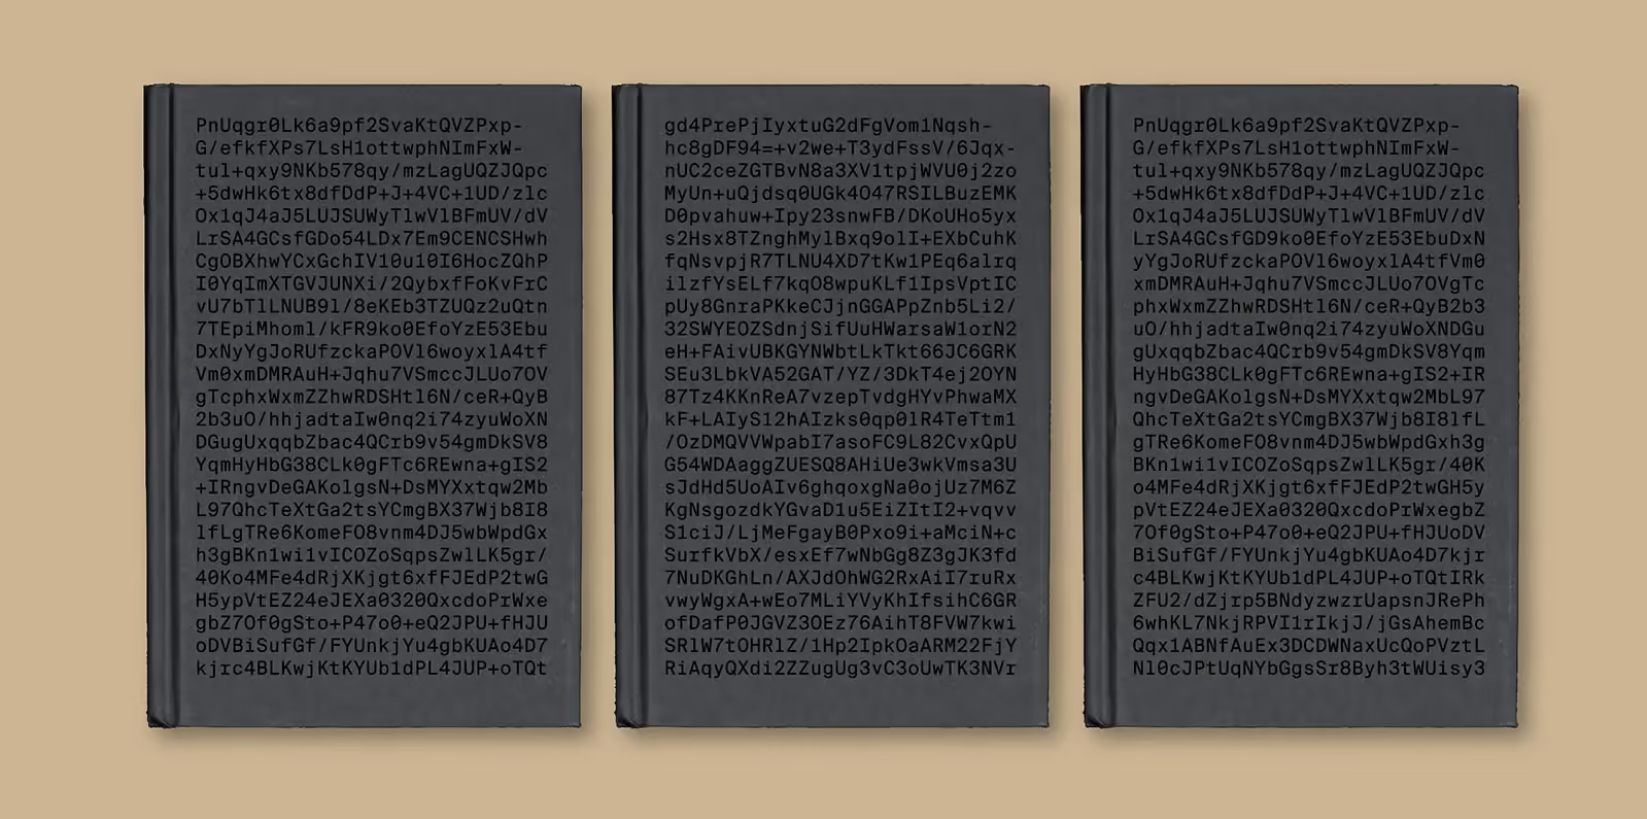 PnUqgr0Lk6a9pf2SvaKtQVZPxp-
G/efkfXPs7LsH1ottwphNImFxW-
tul+qxy9NKb578qy/mzLagUQZJQpc
+5dwHk6tx8dfDdP+J+4VC+1UD/zlc
Ox1qJ4aJ5LUJSUWyTlwVlBFmUV/dV
LrSA4GCsfGDo54LDx7Em9CENCSHwh
CgOBXhwYCxGchIV10u10I6HocZQhP
I0YqImXTGVJUNXi/2QybxfFoKvFrC
vU7bTlLNUB9l/8eKEb3TZUQz2uQtn
7TEpiMhoml/kFR9ko0EfoYzE53Ebu
DxNyYgJoRUfzckaPOVl6woyxlA4tf
Vm0xmDMRAuH+Jqhu7VSmccJLUo7OV
gTcphxWxmZZhwRDSHtl6N/ceR+QyB
2b3uO/hhjadtaIw0nq2i74zyuWoXN
DGugUxqqbZbac4QCrb9v54gmDkSV8
YqmHyHbG38CLk0gFTc6REwna+gIS2
+IRngvDeGAKolgsN+DsMYXxtqw2Mb
L97QhcTeXtGa2tsYCmgBX37Wjb8I8
lfLgTRe6KomeFO8vnm4DJ5wbWpdGx
h3gBKn1wi1vICOZoSqpsZwlLK5gr/
40Ko4MFe4dRjXKjgt6xfFJEdP2twG
H5ypVtEZ24eJEXa0320QxcdoPrWxe
gbZ7Of0gSto+P47o0+eQ2JPU+fHJU
oDVBiSufGf/FYUnkjYu4gbKUAo4D7
kjrc4BLKwjKtKYUb1dPL4JUP+oTQt
gd4PrePjIyxtuG2dFgVom1Nqsh-
hc8gDF94=+v2we+T3ydFssV/6Jqx-
nUC2ceZGTBvN8a3XV1tpjWVU0j2zo
MyUn+uQjdsq0UGk4O47RSILBuzEMK
D0pvahuw+Ipy23snwFB/DKoUHo5yx
s2Hsx8TZnghMylBxq9olI+EXbCuhK
fqNsvpjR7TLNU4XD7tKw1PEq6alrq
ilzfYsELf7kqO8wpuKLf1IpsVptIC
pUy8GnraPKkeCJjnGGAPpZnb5Li2/
32SWYEOZSdnjSifUuHWarsaW1orN2
eH+FAivUBKGYNWbtLkTkt66JC6GRK
SEu3LbkVA52GAT/YZ/3DkT4ej2OYN
87Tz4KKnReA7vzepTvdgHYvPhwaMX
kF+LAIyS12hAIzks0qp0lR4TeTtm1
/OzDMQVVWpabI7asoFC9L82CvxQpU
G54WDAaggZUESQ8AHiUe3wkVmsa3U
sJdHd5UoAIv6ghqoxgNa0ojUz7M6Z
KgNsgozdkYGvaD1u5EiZItI2+vqvv
S1ciJ/LjMeFgayB0Pxo9i+aMciN+c
SurfkVbX/esxEf7wNbGg8Z3gJK3fd
7NuDKGhLn/AXJdOhWG2RxAiI7ruRx
vwyWgxA+wEo7MLiYVyKhIfsihC6GR
ofDafP0JGVZ3OEz76AihT8FVW7kwi
SRlW7tOHRlZ/1Hp2IpkOaARM22FjY
RiAqyQXdi2ZZugUg3vC3oUwTK3NVr
PnUqgr0Lk6a9pf2SvaKtQVZPxp-
G/efkfXPs7LsH1ottwphNImFxW-
tul+qxy9NKb578qy/mzLagUQZJQpc
+5dwHk6tx8dfDdP+J+4VC+1UD/zlc
Ox1qJ4aJ5LUJSUWyTlwVlBFmUV/dV
LrSA4GCsfGD9ko0EfoYzE53EbuDxN
yYgJoRUfzckaPOVl6woyxlA4tfVm0
xmDMRAuH+Jqhu7VSmccJLUo7OVgTc
phxWxmZZhwRDSHtl6N/ceR+QyB2b3
uO/hhjadtaIw0nq2i74zyuWoXNDGu
gUxqqbZbac4QCrb9v54gmDkSV8Yqm
HyHbG38CLk0gFTc6REwna+gIS2+IR
ngvDeGAKolgsN+DsMYXxtqw2MbL97
QhcTeXtGa2tsYCmgBX37Wjb8I8lfL
gTRe6KomeFO8vnm4DJ5wbWpdGxh3g
BKn1wi1vICOZoSqpsZwlLK5gr/40K
o4MFe4dRjXKjgt6xfFJEdP2twGH5y
pVtEZ24eJEXa0320QxcdoPrWxegbZ
7Of0gSto+P47o0+eQ2JPU+fHJUoDV
BiSufGf/FYUnkjYu4gbKUAo4D7kjr
c4BLKwjKtKYUb1dPL4JUP+oTQtIRk
ZFU2/dZjrp5BNdyzwzrUapsnJRePh
6whKL7NkjRPVI1rIkjJ/jGsAhemBc
Qqx1ABNfAuEx3DCDWNaxUcQoPVztL
Nl0cJPtUqNYbGgsSr8Byh3tWUisy3